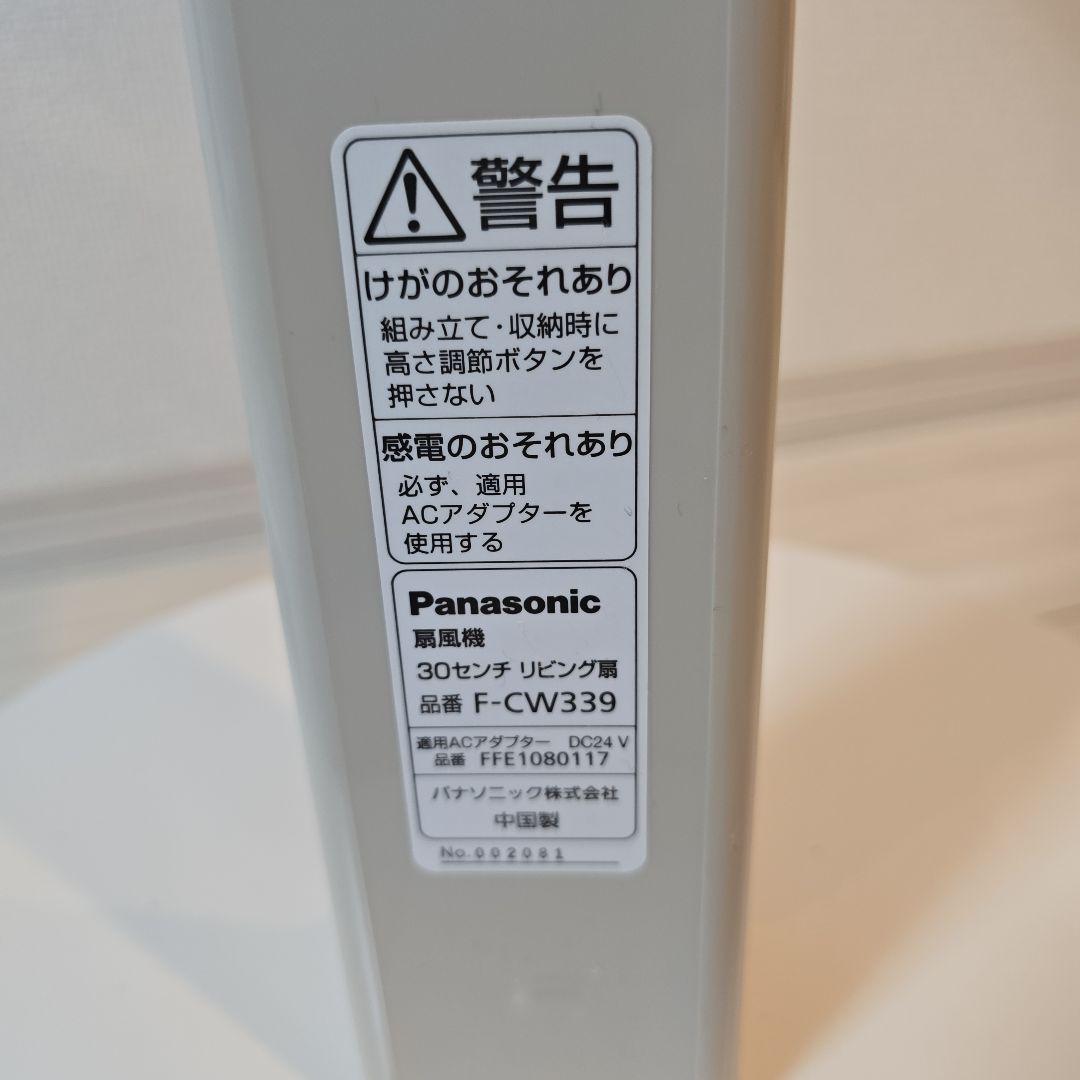 警告
けがのおそれあり
組み立て・収納時に
高さ調節ボタンを
押さない
感電のおそれあり
必ず、適用
ACアダプターを
使用する
Panasonic
扇風機
30センチ リビング扇
品番 F-CW339
適用ACアダプター DC24 V
品番 FFE1080117
パナソニック株式会社
中国製
No.002081